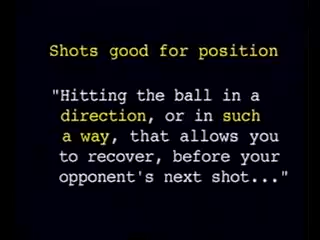 Shots good for position
"Hitting the ball in a
direction, or in such
a way, that allows you
to recover, before your
opponent's next shot..."